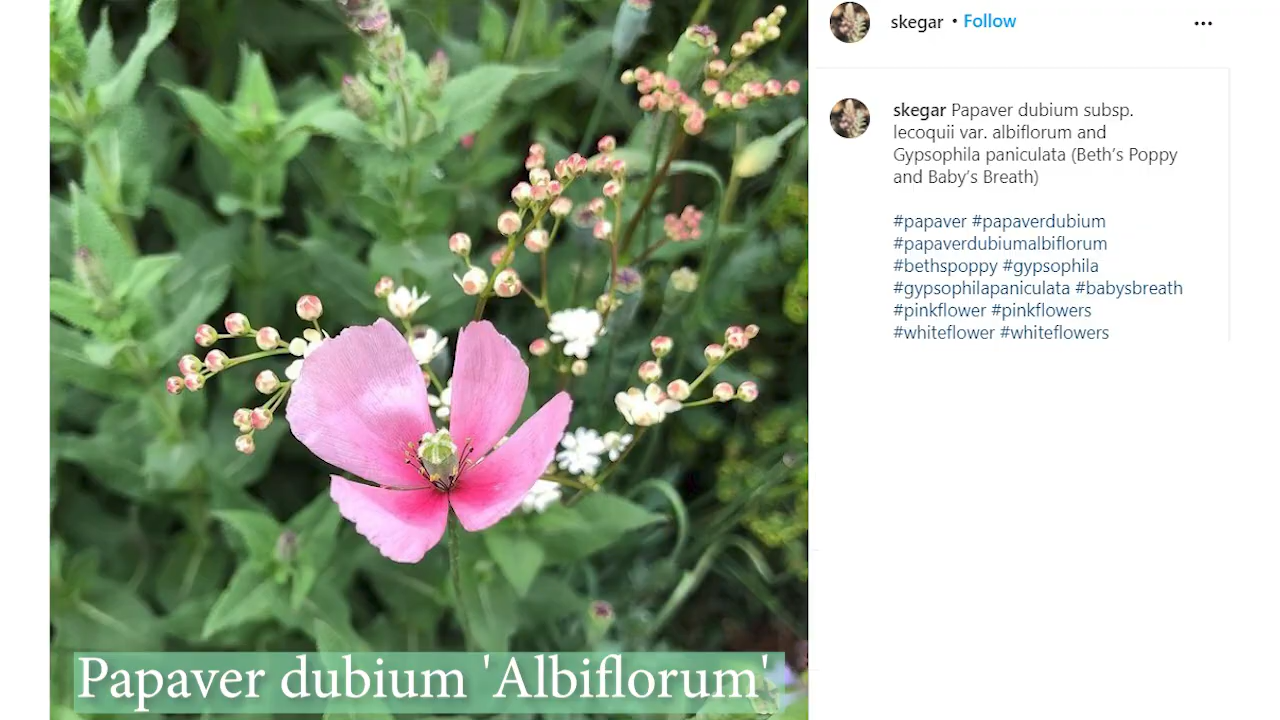 skegar • Follow
skegar Papaver dubium subsp.
lecoquii var. albiflorum and
Gypsophila paniculata (Beth’s Poppy
and Baby’s Breath)
#papaver #papaverdubium
#papaverdubiumalbiflorum
#bethspoppy #gypsophila
#gypsophilapaniculata #babysbreath
#pinkflower #pinkflowers
#whiteflower #whiteflowers
Papaver dubium 'Albiflorum'